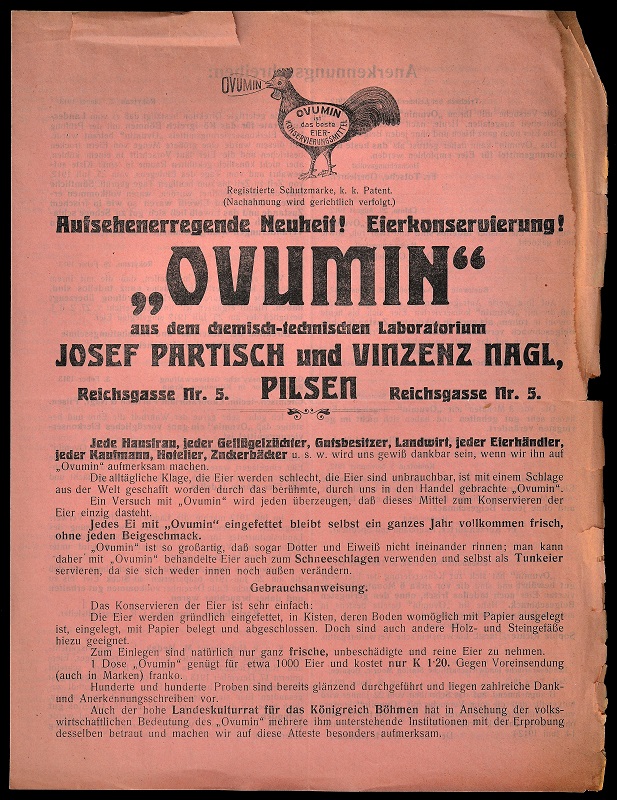 Anerkennungsschreiben:
OVUMIN
OVUMIN
ist
das beste
EIER-
KONSERVIERUNGSMITTEL
Registrierte Schutzmarke, k. k. Patent.
(Nachahmung wird gerichtlich verfolgt.)
Aufsehenerregende Neuheit! Eierkonservierung!
„OVUMIN“
aus dem chemisch-technischen Laboratorium
JOSEF PARTISCH und VINZENZ NAGL,
Reichsgasse Nr. 5. PILSEN Reichsgasse Nr. 5.
Jede Hausfrau, jeder Geflügelzüchter, Gutsbesitzer, Landwirt, jeder Eierhändler,
jeder Kaufmann, Hotelier, Zuckerbäcker u. s. w. wird uns gewiß dankbar sein, wenn wir ihn auf
„Ovumin“ aufmerksam machen.
Die alltägliche Klage, die Eier werden schlecht, die Eier sind unbrauchbar, ist mit einem Schlage
aus der Welt geschafft worden durch das berühmte, durch uns in den Handel gebrachte „Ovumin“.
Ein Versuch mit „Ovumin“ wird jeden überzeugen, daß dieses Mittel zum Konservieren der
Eier einzig dasteht.
Jedes Ei mit „Ovumin“ eingefettet bleibt selbst ein ganzes Jahr vollkommen frisch,
ohne jeden Beigeschmack.
„Ovumin“ ist so großartig, daß sogar Dotter und Eiweiß nicht ineinander rinnen; man kann
daher mit „Ovumin“ behandelte Eier auch zum Schneeschlagen verwenden und selbst als Tunkeier
servieren, da sie sich weder innen noch außen verändern.
Gebrauchsanweisung.
Das Konservieren der Eier ist sehr einfach:
Die Eier werden gründlich eingefettet, in Kisten, deren Boden womöglich mit Papier ausgelegt
ist, eingelegt, mit Papier belegt und abgeschlossen. Doch sind auch andere Holz- und Steingefäße
hiezu geeignet.
Zum Einlegen sind natürlich nur ganz frische, unbeschädigte und reine Eier zu nehmen.
1 Dose „Ovumin“ genügt für etwa 1000 Eier und kostet nur K 1·20. Gegen Voreinsendung
(auch in Marken) franko.
Hunderte und hunderte Proben sind bereits glänzend durchgeführt und liegen zahlreiche Dank-
und Anerkennungsschreiben vor.
Auch der hohe Landeskulturrat für das Königreich Böhmen hat in Ansehung der volks-
wirtschaftlichen Bedeutung des „Ovumin“ mehrere ihm unterstehende Institutionen mit der Erprobung
desselben betraut und machen wir auf diese Atteste besonders aufmerksam.